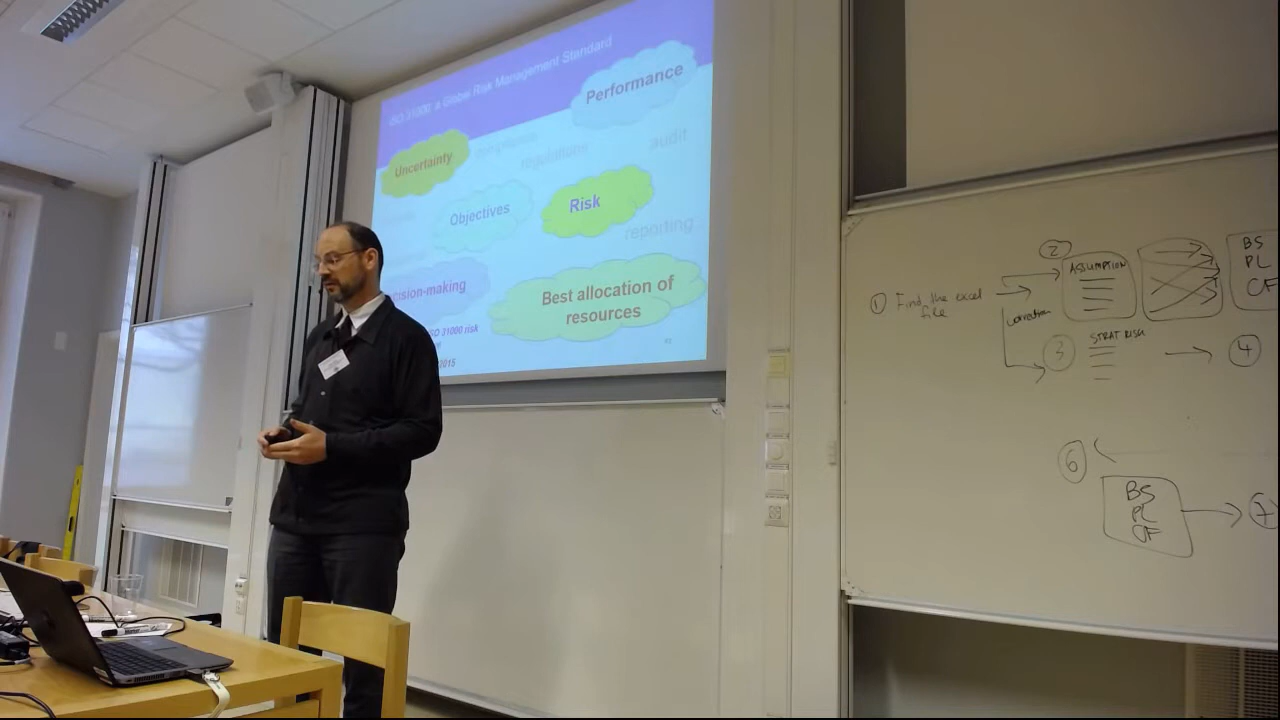 ISO 31000: a Global Risk Management Standard
Performance
Uncertainty
compliance
regulations
audit
Objectives
Risk
reporting
cision-making
Best allocation of
resources
ISO 31000 risk
2015
① Find the excel
file
②
ASSUMPTION
BS
PL
CF
③
STRAT RISK
④
⑥
BS
PL
CF
⑦